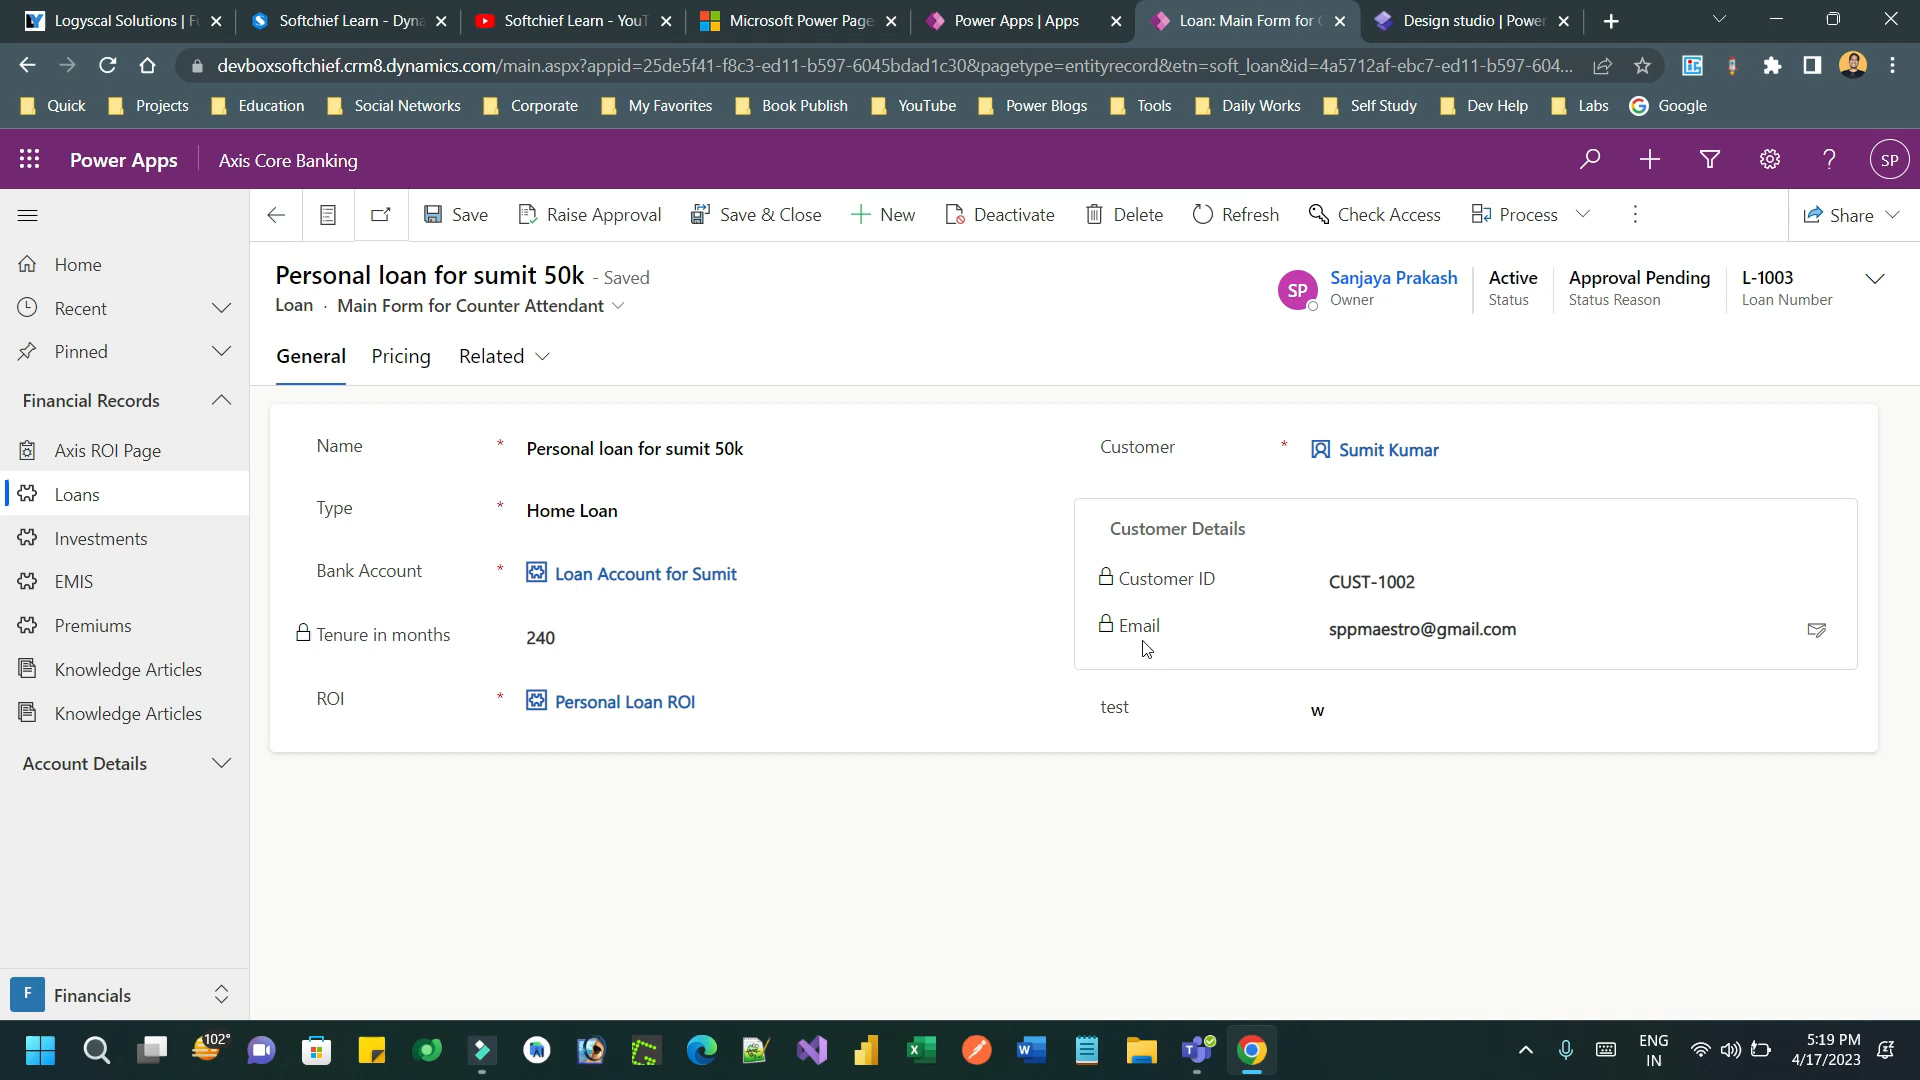 Logyscal Solutions | F
Softchief Learn - Dyna
Softchief Learn - YouT
Microsoft Power Page
Power Apps | Apps
Loan: Main Form for C
Design studio | Power
devboxsoftchief.crm8.dynamics.com/main.aspx?appid=25de5f41-f8c3-ed11-b597-6045bdad1c30&pagetype=entityrecord&etn=soft_loan&id=4a5712af-ebc7-ed11-b597-604...
Quick
Projects
Education
Social Networks
Corporate
My Favorites
Book Publish
YouTube
Power Blogs
Tools
Daily Works
Self Study
Dev Help
Labs
Google
Power Apps
Axis Core Banking
SP
Save
Raise Approval
Save & Close
New
Deactivate
Delete
Refresh
Check Access
Process
Share
Home
Recent
Pinned
Financial Records
Axis ROI Page
Loans
Investments
EMIS
Premiums
Knowledge Articles
Knowledge Articles
Account Details
F Financials
Personal loan for sumit 50k - Saved
Loan · Main Form for Counter Attendant
SP
Sanjaya Prakash
Owner
Active
Status
Approval Pending
Status Reason
L-1003
Loan Number
General
Pricing
Related
Name * Personal loan for sumit 50k
Type * Home Loan
Bank Account * Loan Account for Sumit
Tenure in months 240
ROI * Personal Loan ROI
Customer * Sumit Kumar
Customer Details
Customer ID CUST-1002
Email sppmaestro@gmail.com
test w
102°
ENG
IN
5:19 PM
4/17/2023